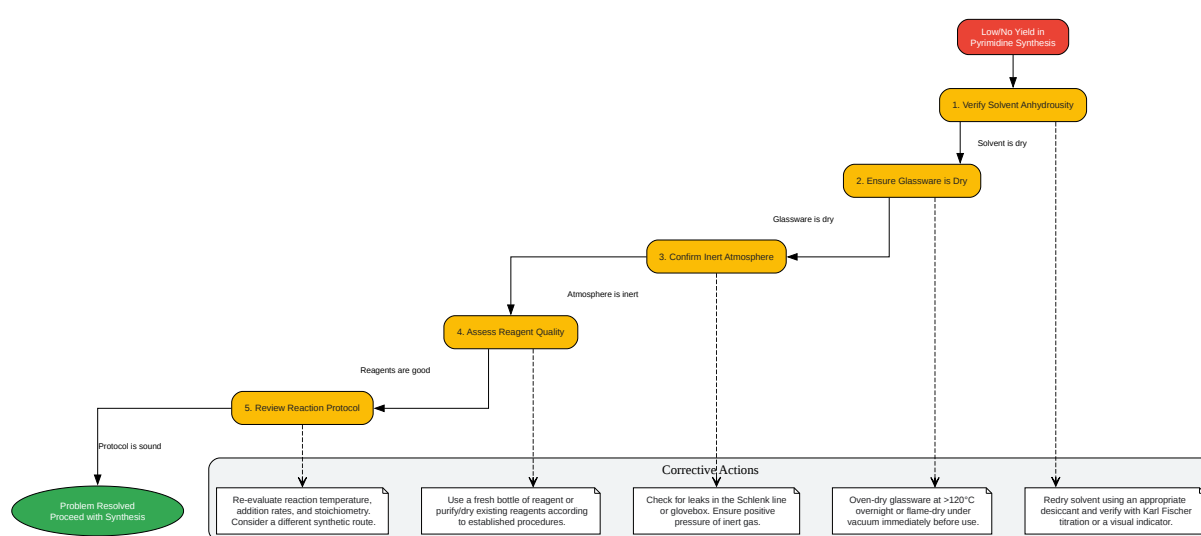 Low/No Yield in
Pyrimidine Synthesis
1. Verify Solvent Anhydrousity
Solvent is dry
2. Ensure Glassware is Dry
Glassware is dry
3. Confirm Inert Atmosphere
Atmosphere is inert
4. Assess Reagent Quality
Reagents are good
5. Review Reaction Protocol
Protocol is sound
Problem Resolved
Proceed with Synthesis
Corrective Actions
Re-evaluate reaction temperature,
addition rates, and stoichiometry.
Consider a different synthetic route.
Use a fresh bottle of reagent or
purify/dry existing reagents according
to established procedures.
Check for leaks in the Schlenk line
or glovebox. Ensure positive
pressure of inert gas.
Oven-dry glassware at >120°C
overnight or flame-dry under
vacuum immediately before use.
Redry solvent using an appropriate
desiccant and verify with Karl Fischer
titration or a visual indicator.